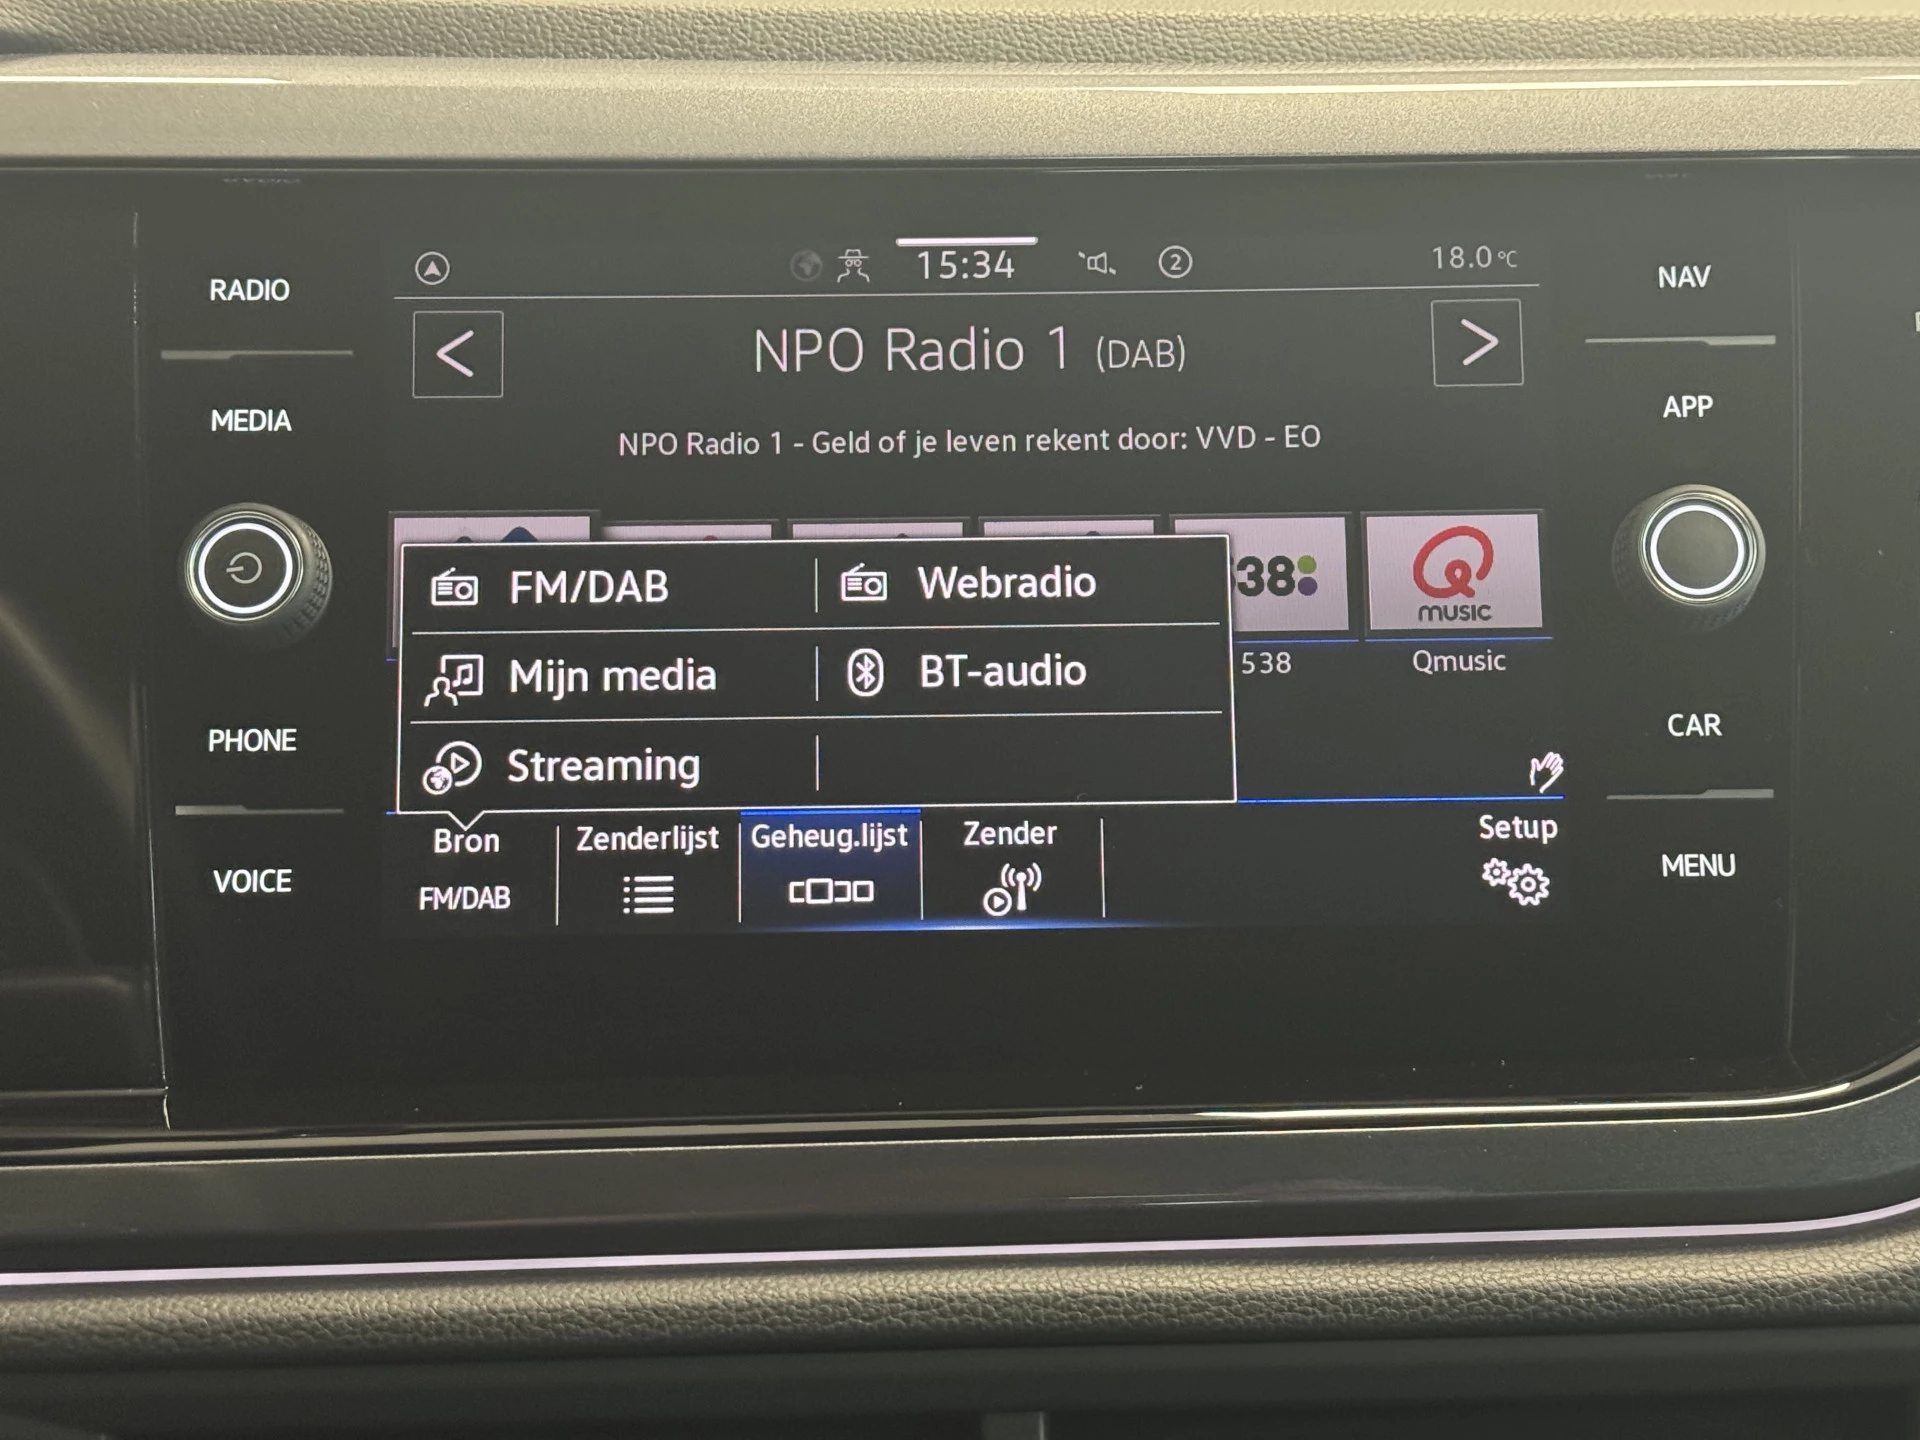 RADIO
MEDIA
PHONE
VOICE
15:34
2
18.0°C
NPO Radio 1 (DAB)
NPO Radio 1 - Geld of je leven rekent door: VVD - EO
FM/DAB
Webradio
Mijn media
BT-audio
Streaming
38
538
Q
MUSIC
Qmusic
Bron
FM/DAB
Zenderlijst
Geheug.lijst
Zender
Setup
NAV
APP
CAR
MENU